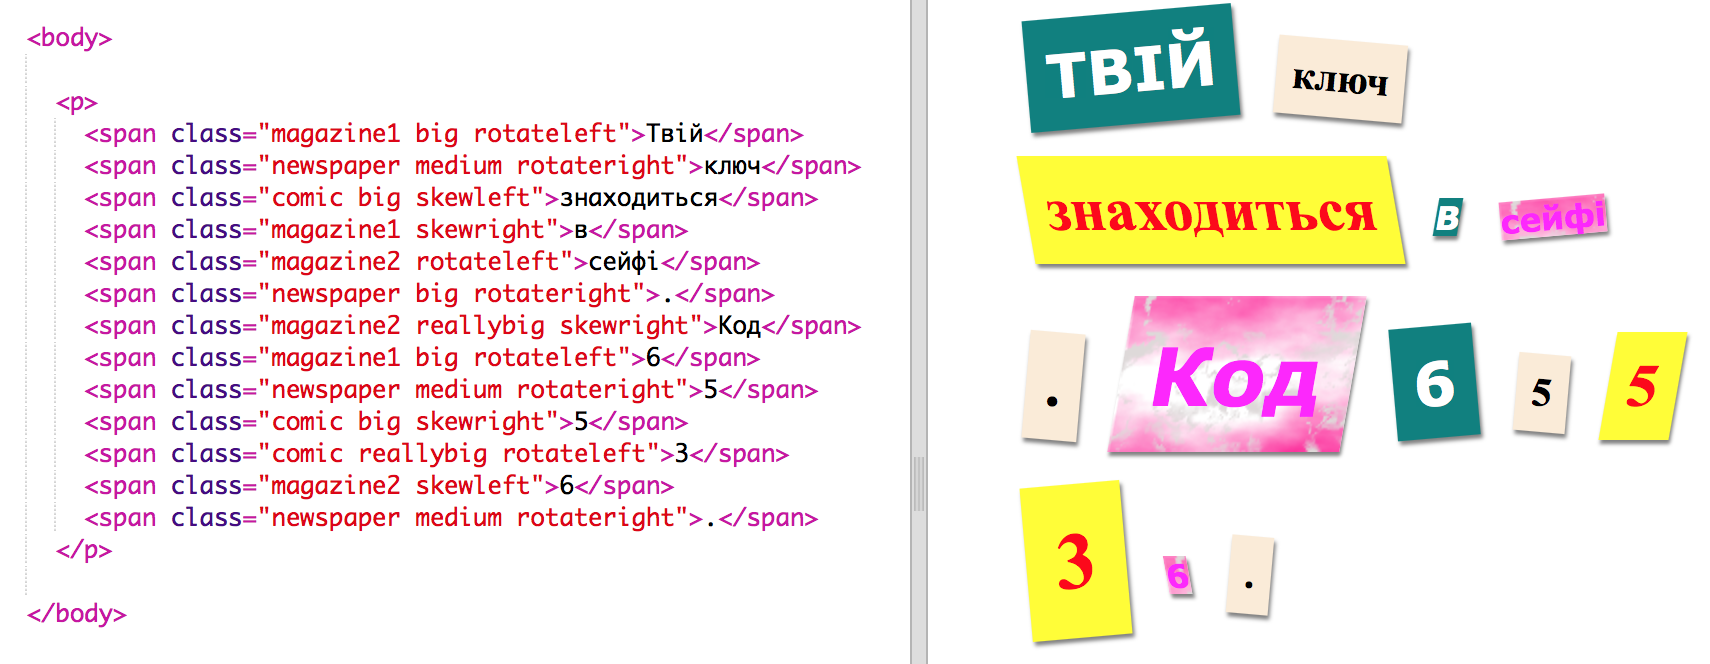 <body>
<p>
<span class="magazine1 big rotateleft">Твій</span>
<span class="newspaper medium rotateright">ключ</span>
<span class="comic big skewleft">знаходиться</span>
<span class="magazine1 skewright">в</span>
<span class="magazine2 rotateleft">сейфі</span>
<span class="newspaper big rotateright">.</span>
<span class="magazine2 reallybig skewright">Код</span>
<span class="magazine1 big rotateleft">6</span>
<span class="newspaper medium rotateright">5</span>
<span class="comic big skewright">5</span>
<span class="comic reallybig rotateleft">3</span>
<span class="magazine2 skewleft">6</span>
<span class="newspaper medium rotateright">.</span>
</p>
</body>
ТВІЙ ключ
знаходиться В сейфі
. Код 6 5 5
3 6 .